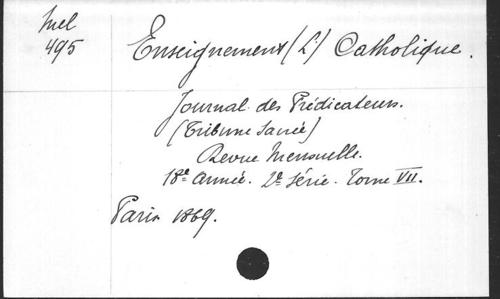 Mel
495
Enseignement (L') Catholique.
Journal des Prédicateurs.
(Tribune Sacrée)
Revue Mensuelle.
18e Année. 2e Série. Tome VII.
Paris 1869.